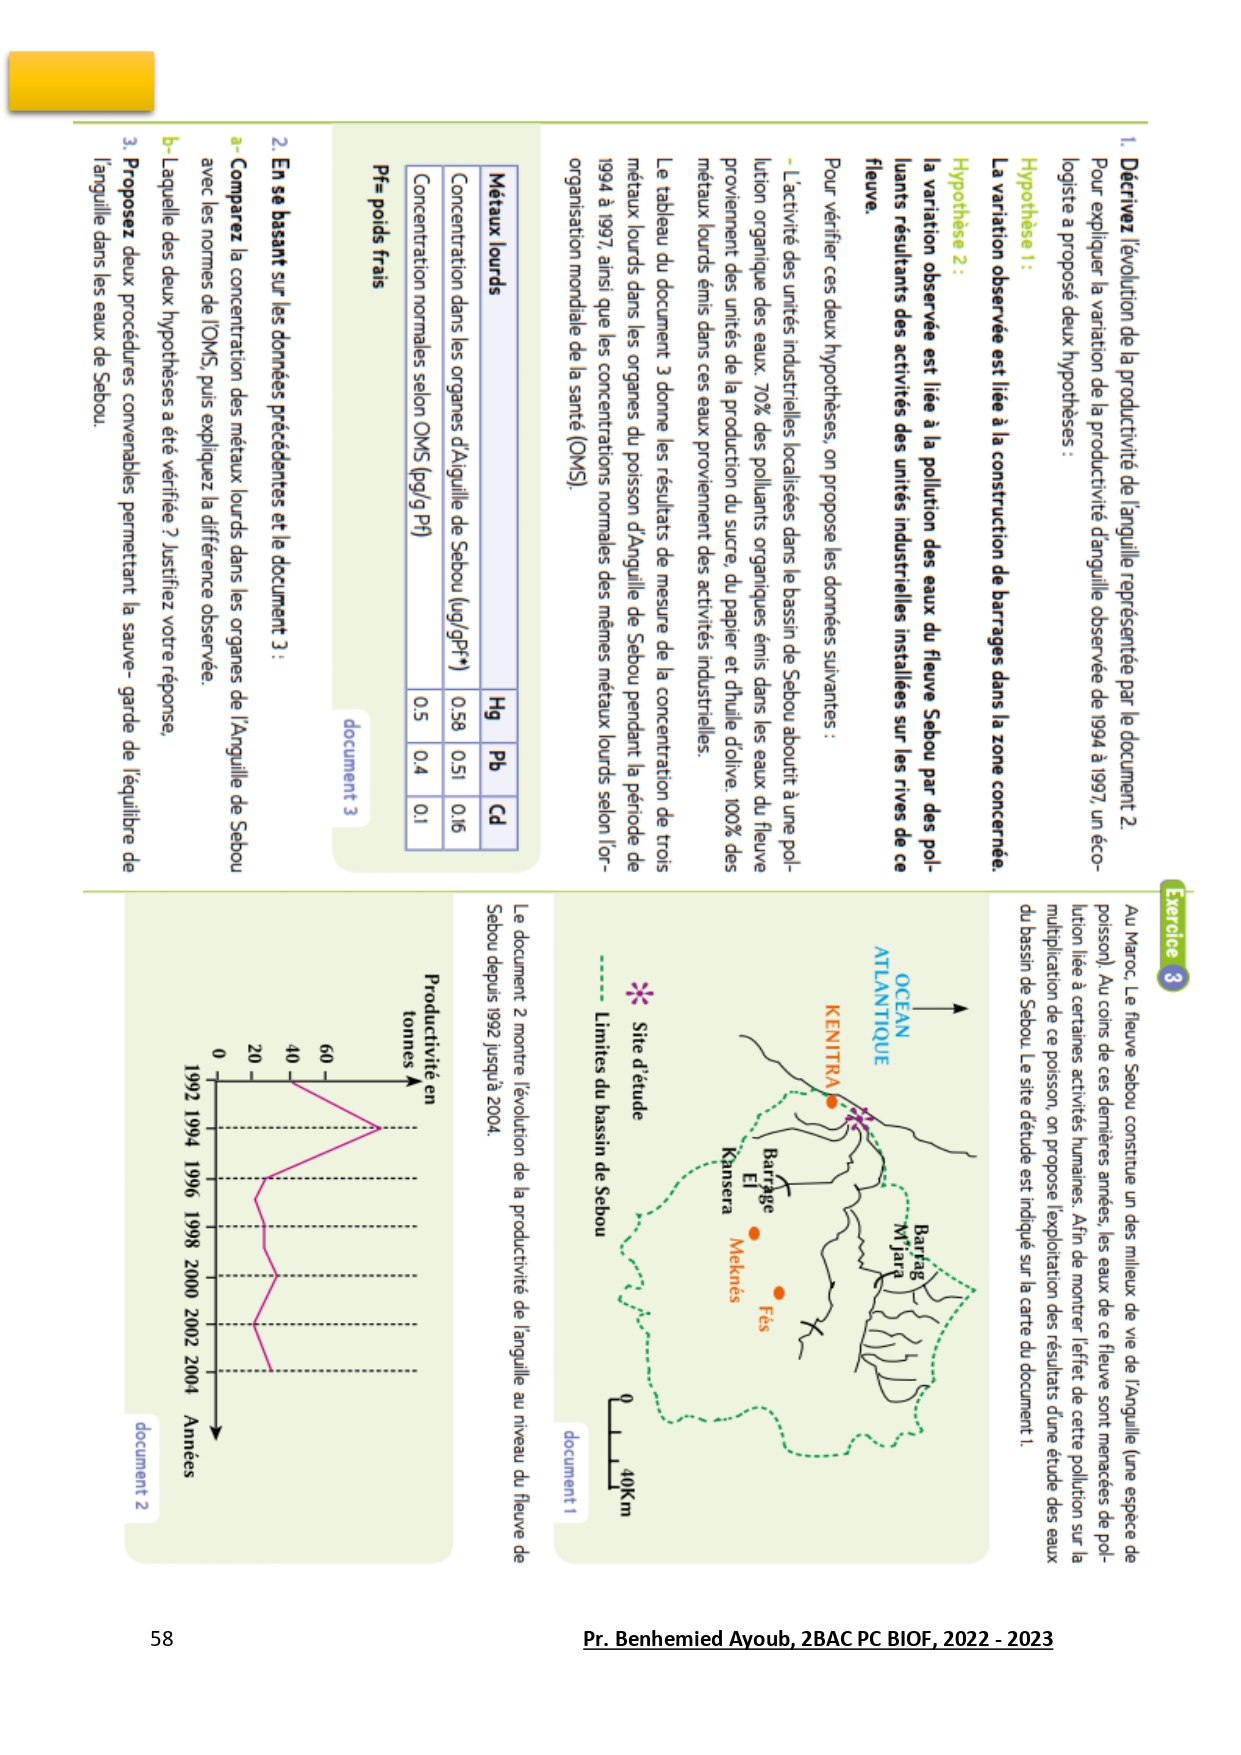 Exercice 3
Au Maroc, Le fleuve Sebou constitue un des milieux de vie de l'Anguille (une espèce de
poisson). Au coins de ces dernières années, les eaux de ce fleuve sont menacées de pol-
lution liée à certaines activités humaines. Afin de montrer l'effet de cette pollution sur la
multiplication de ce poisson, on propose l'exploitation des résultats d'une étude des eaux
du bassin de Sebou. Le site d'étude est indiqué sur la carte du document 1.
OCEAN
ATLANTIQUE
KENITRA
Barrag
M'jara
Barrage
El
Kansera
Fés
Meknés
Site d'étude
Limites du bassin de Sebou
0
40Km
document 1
Le document 2 montre l'évolution de la productivité de l'anguille au niveau du fleuve de
Sebou depuis 1992 jusqu'à 2004.
Productivité en
tonnes
60
40
20
0
1992 1994 1996 1998 2000 2002 2004 Années
document 2
1. Décrivez l'évolution de la productivité de l'anguille représentée par le document 2.
Pour expliquer la variation de la productivité d'anguille observée de 1994 à 1997, un éco-
logiste a proposé deux hypothèses :
Hypothèse 1 :
La variation observée est liée à la construction de barrages dans la zone concernée.
Hypothèse 2 :
la variation observée est liée à la pollution des eaux du fleuve Sebou par des pol-
luants résultants des activités des unités industrielles installées sur les rives de ce
fleuve.
Pour vérifier ces deux hypothèses, on propose les données suivantes :
- L'activité des unités industrielles localisées dans le bassin de Sebou aboutit à une pol-
lution organique des eaux. 70% des polluants organiques émis dans les eaux du fleuve
proviennent des unités de la production du sucre, du papier et d'huile d'olive. 100% des
métaux lourds émis dans ces eaux proviennent des activités industrielles.
Le tableau du document 3 donne les résultats de mesure de la concentration de trois
métaux lourds dans les organes du poisson d'Anguille de Sebou pendant la période de
1994 à 1997, ainsi que les concentrations normales des mêmes métaux lourds selon l'or-
organisation mondiale de la santé (OMS).
Métaux lourds Hg Pb Cd
Concentration dans les organes d'Aiguille de Sebou (ug/gPf*) 0.58 0.51 0.16
Concentration normales selon OMS (pg/g Pf) 0.5 0.4 0.1
Pf= poids frais
document 3
2. En se basant sur les données précédentes et le document 3 :
a- Comparez la concentration des métaux lourds dans les organes de l'Anguille de Sebou
avec les normes de l'OMS, puis expliquez la différence observée.
b- Laquelle des deux hypothèses a été vérifiée ? Justifiez votre réponse,
3. Proposez deux procédures convenables permettant la sauve- garde de l'équilibre de
l'anguille dans les eaux de Sebou.
58
Pr. Benhemied Ayoub, 2BAC PC BIOF, 2022 - 2023